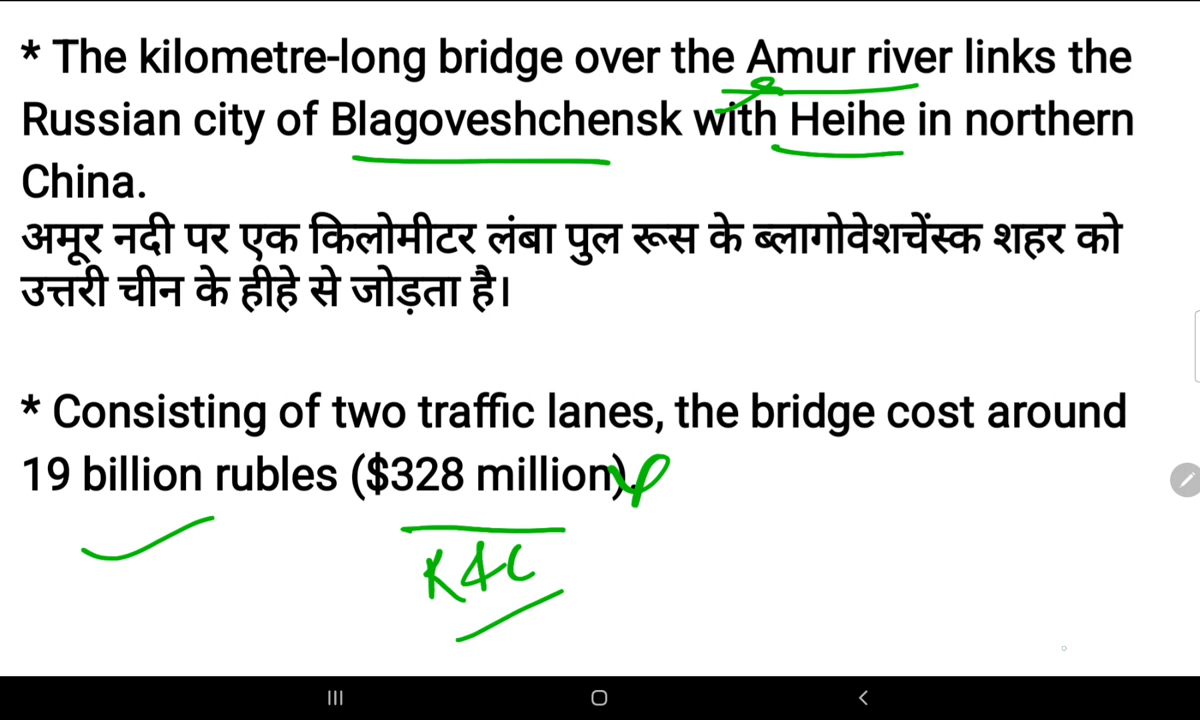 * The kilometre-long bridge over the Amur river links the
Russian city of Blagoveshchensk with Heihe in northern
China.
अमूर नदी पर एक किलोमीटर लंबा पुल रूस के ब्लागोवेशचेंस्क शहर को
उत्तरी चीन के हीहे से जोड़ता है।
* Consisting of two traffic lanes, the bridge cost around
19 billion rubles ($328 million).